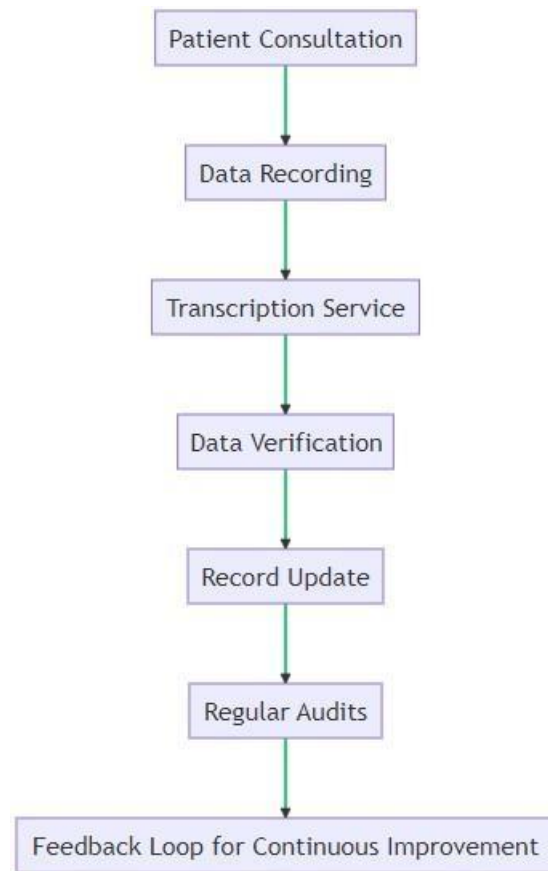 Patient Consultation
Data Recording
Transcription Service
Data Verification
Record Update
Regular Audits
Feedback Loop for Continuous Improvement